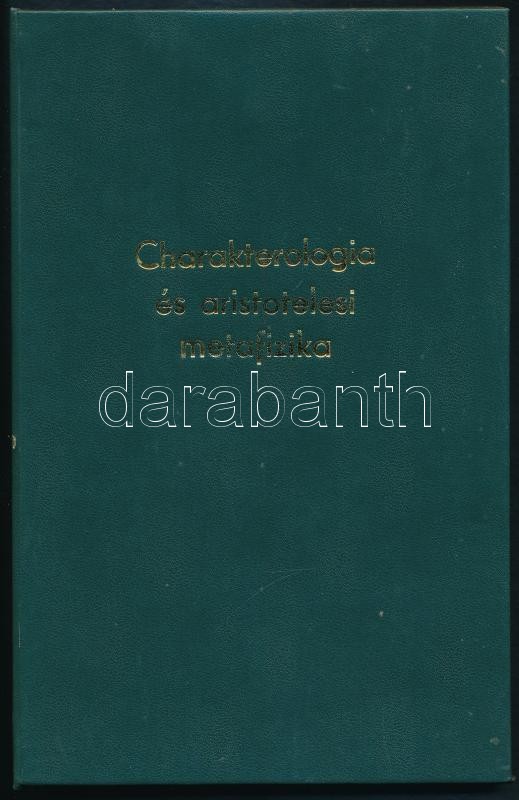 Charakterologia
és aristotelesi
metafizika
darabanth